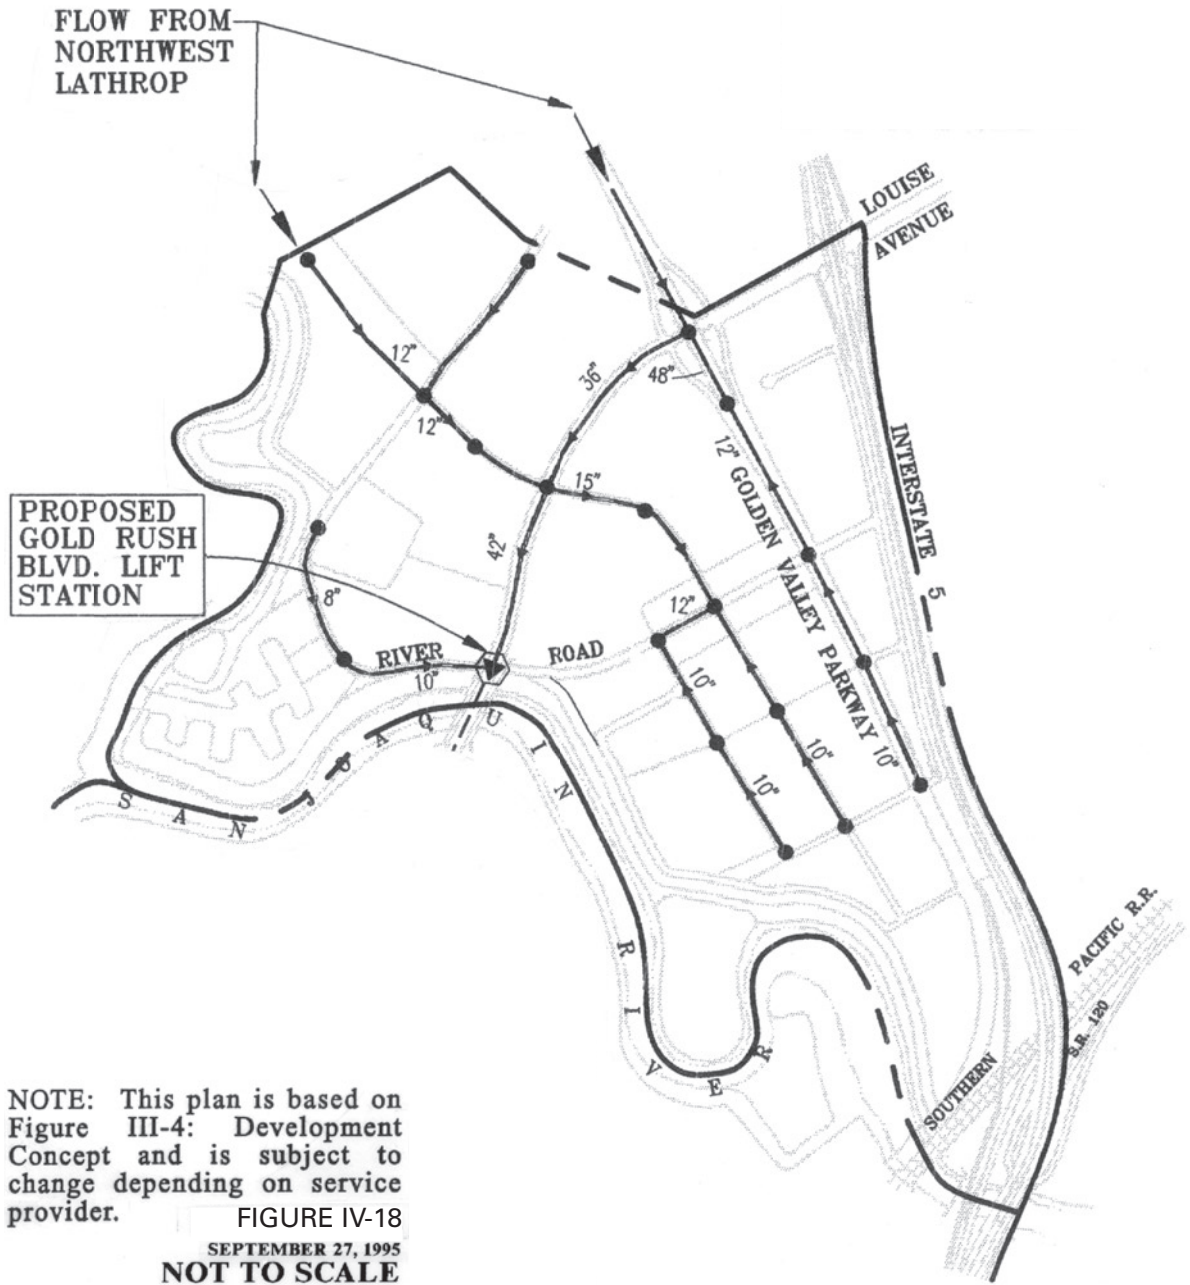 FLOW FROM
NORTHWEST
LATHROP
LOUISE
AVENUE
12"
36"
48"
12"
12"
15"
GOLDEN VALLEY PARKWAY
INTERSTATE 5
PROPOSED
GOLD RUSH
BLVD. LIFT
STATION
42"
8"
12"
RIVER ROAD
10"
10"
10"
10"
10"
SAN JOAQUIN RIVER
PACIFIC R.R.
S.R. 120
SOUTHERN
NOTE: This plan is based on
Figure III-4: Development
Concept and is subject to
change depending on service
provider.
FIGURE IV-18
SEPTEMBER 27, 1995
NOT TO SCALE